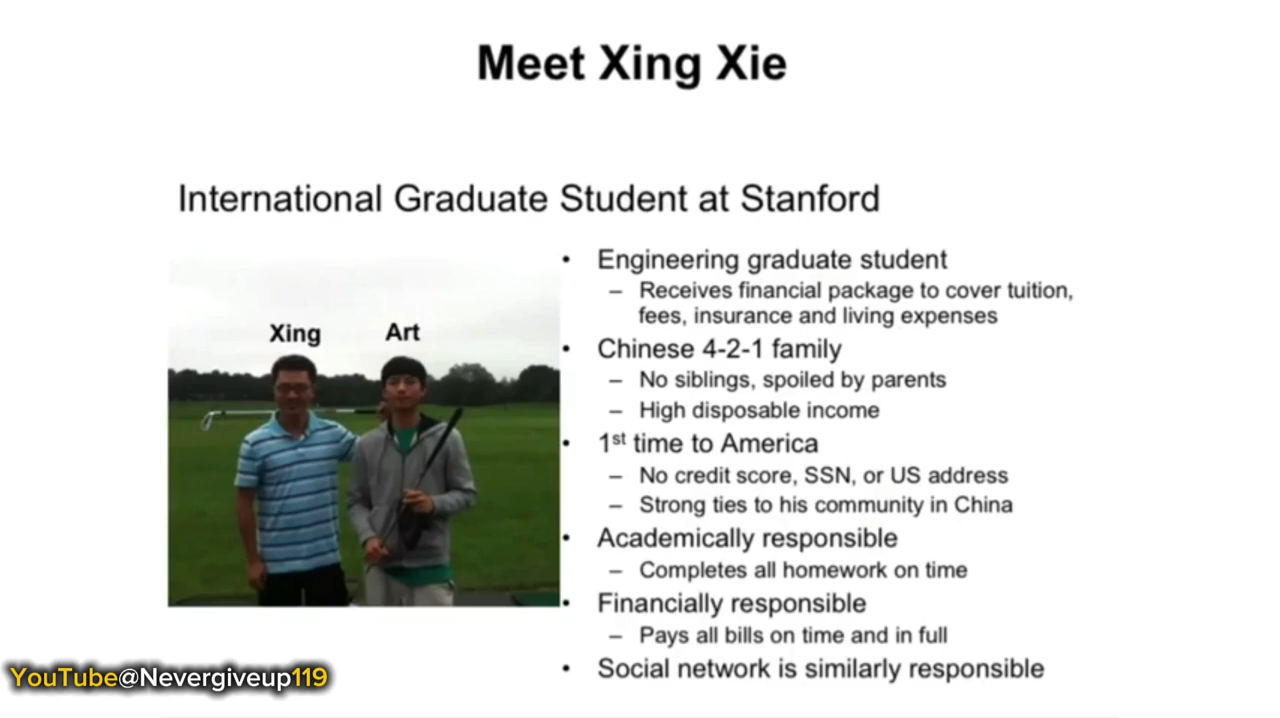 Meet Xing Xie
International Graduate Student at Stanford
Xing
Art
• Engineering graduate student
– Receives financial package to cover tuition,
fees, insurance and living expenses
• Chinese 4-2-1 family
– No siblings, spoiled by parents
– High disposable income
• 1st time to America
– No credit score, SSN, or US address
– Strong ties to his community in China
• Academically responsible
– Completes all homework on time
• Financially responsible
– Pays all bills on time and in full
• Social network is similarly responsible
YouTube@Nevergiveup119